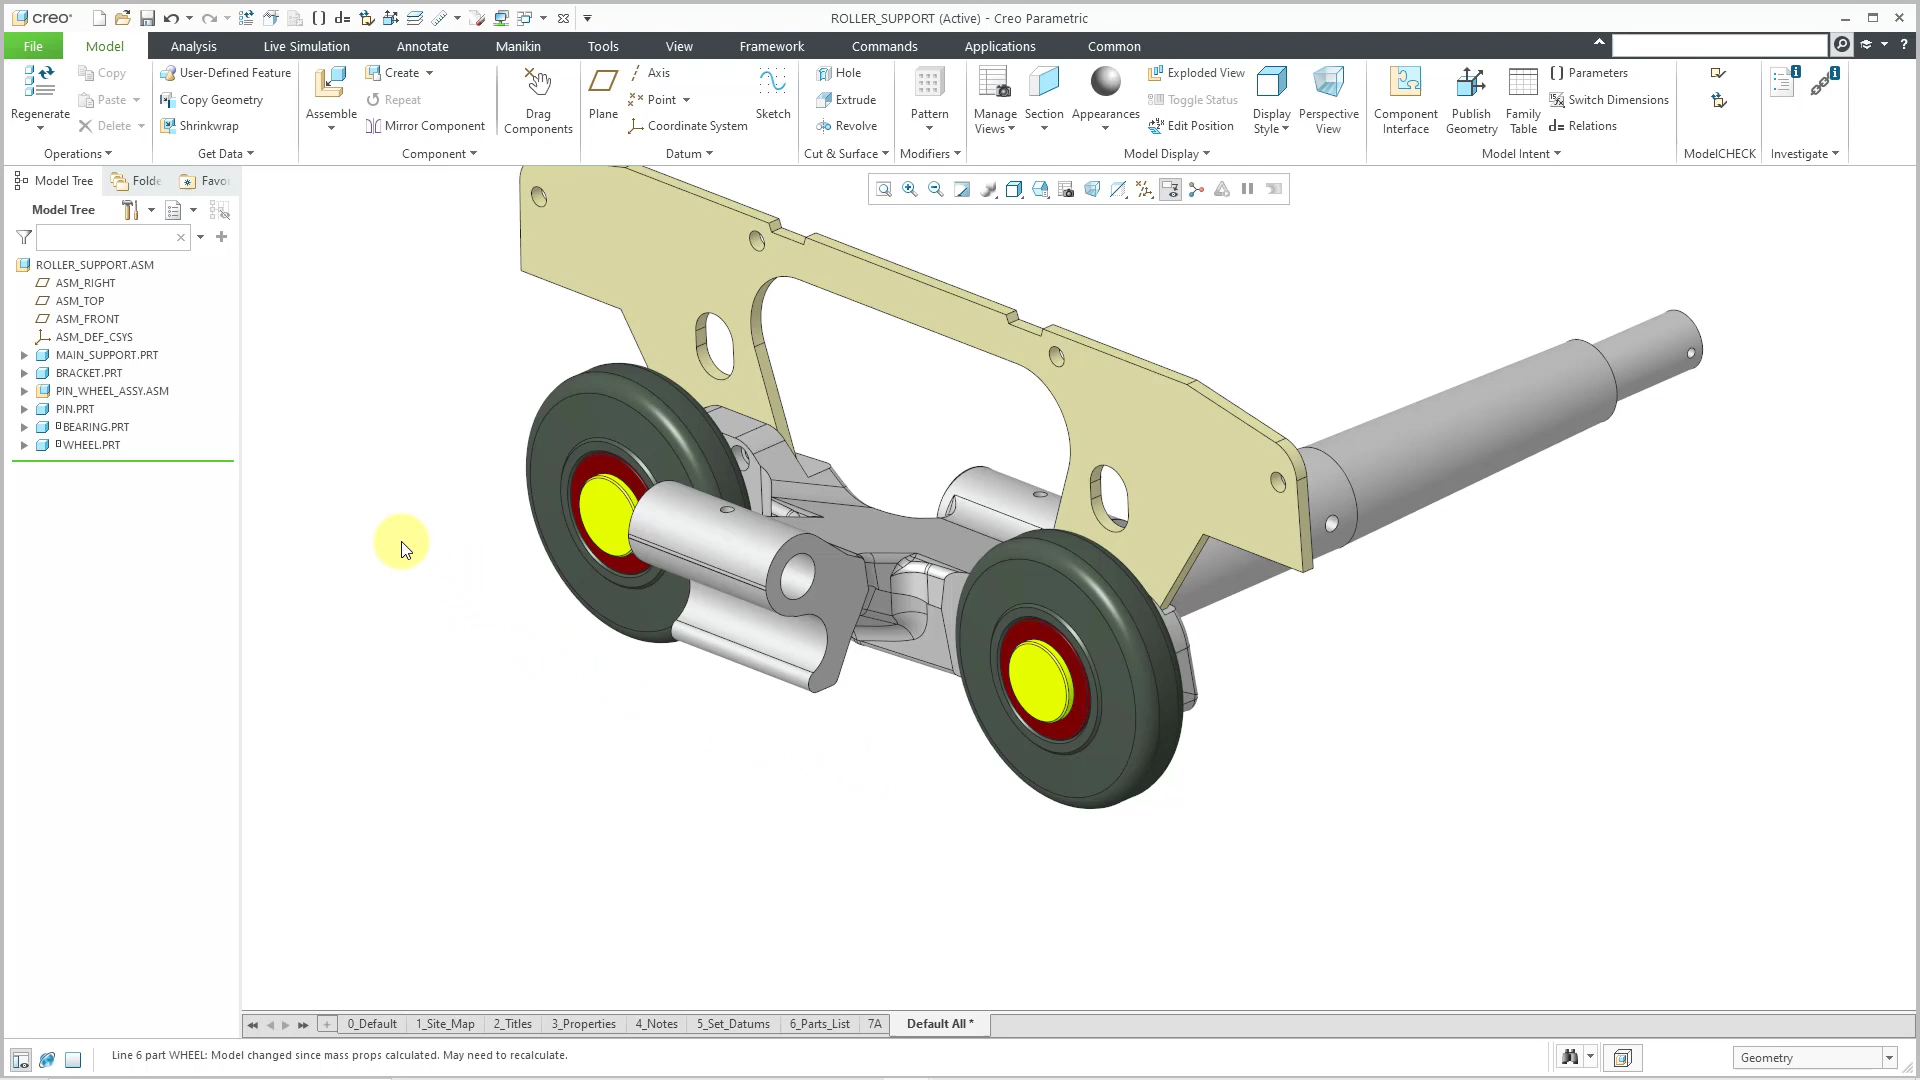 creo
d=
ROLLER_SUPPORT (Active) - Creo Parametric
File Model Analysis Live Simulation Annotate Manikin Tools View Framework Commands Applications Common
Regenerate
Copy
Paste
Delete
Operations
User-Defined Feature
Copy Geometry
Shrinkwrap
Get Data
Assemble
Create
Repeat
Mirror Component
Component
Drag
Components
Plane
Axis
Point
Coordinate System
Sketch
Datum
Hole
Extrude
Revolve
Cut & Surface
Pattern
Modifiers
Manage
Views
Section
Appearances
Exploded View
Toggle Status
Edit Position
Display
Style
Perspective
View
Model Display
Component
Interface
Publish
Geometry
Family
Table
Parameters
Switch Dimensions
d= Relations
Model Intent
ModelCHECK
Investigate
Model Tree Folde Favor
Model Tree
ROLLER_SUPPORT.ASM
ASM_RIGHT
ASM_TOP
ASM_FRONT
ASM_DEF_CSYS
MAIN_SUPPORT.PRT
BRACKET.PRT
PIN_WHEEL_ASSY.ASM
PIN.PRT
BEARING.PRT
WHEEL.PRT
0_Default 1_Site_Map 2_Titles 3_Properties 4_Notes 5_Set_Datums 6_Parts_List 7A Default All *
Line 6 part WHEEL: Model changed since mass props calculated. May need to recalculate.
Geometry